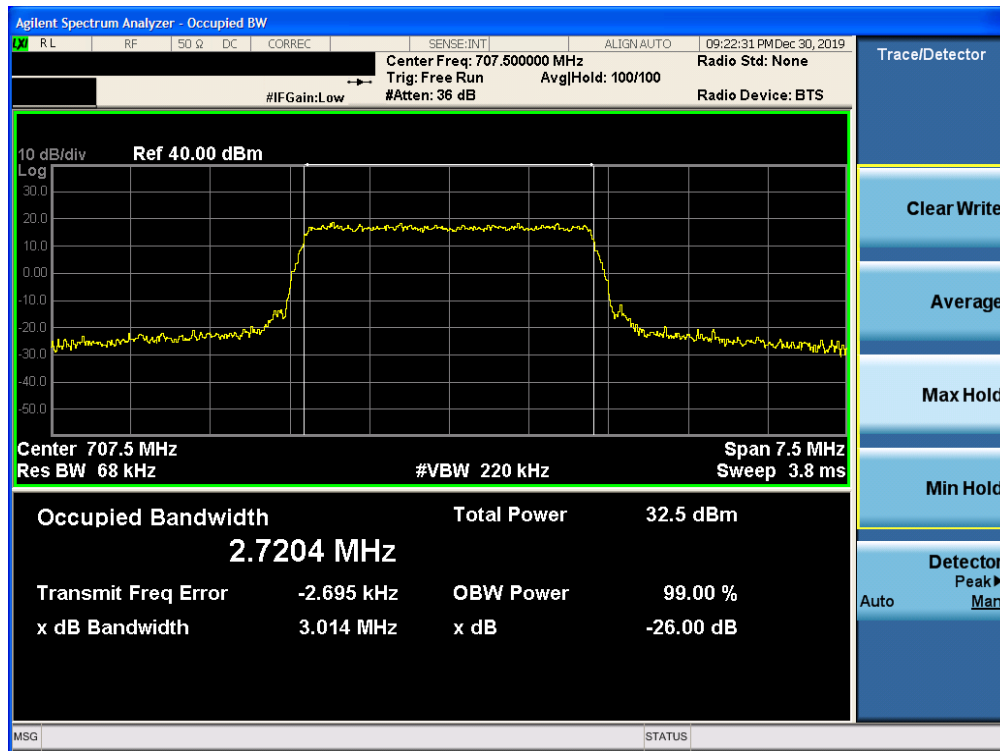 Agilent Spectrum Analyzer - Occupied BW
LXI RL RF 50 Ω DC CORREC SENSE:INT ALIGN AUTO 09:22:31 PM Dec 30, 2019
Center Freq: 707.500000 MHz Radio Std: None
Trig: Free Run Avg|Hold: 100/100
#IFGain:Low #Atten: 36 dB Radio Device: BTS
Trace/Detector
10 dB/div Ref 40.00 dBm
Log
30.0
20.0
10.0
0.00
-10.0
-20.0
-30.0
-40.0
-50.0
Center 707.5 MHz Span 7.5 MHz
Res BW 68 kHz #VBW 220 kHz Sweep 3.8 ms
Occupied Bandwidth Total Power 32.5 dBm
2.7204 MHz
Transmit Freq Error -2.695 kHz OBW Power 99.00 %
x dB Bandwidth 3.014 MHz x dB -26.00 dB
Clear Write
Average
Max Hold
Min Hold
Detector
Peak
Auto Man
MSG STATUS